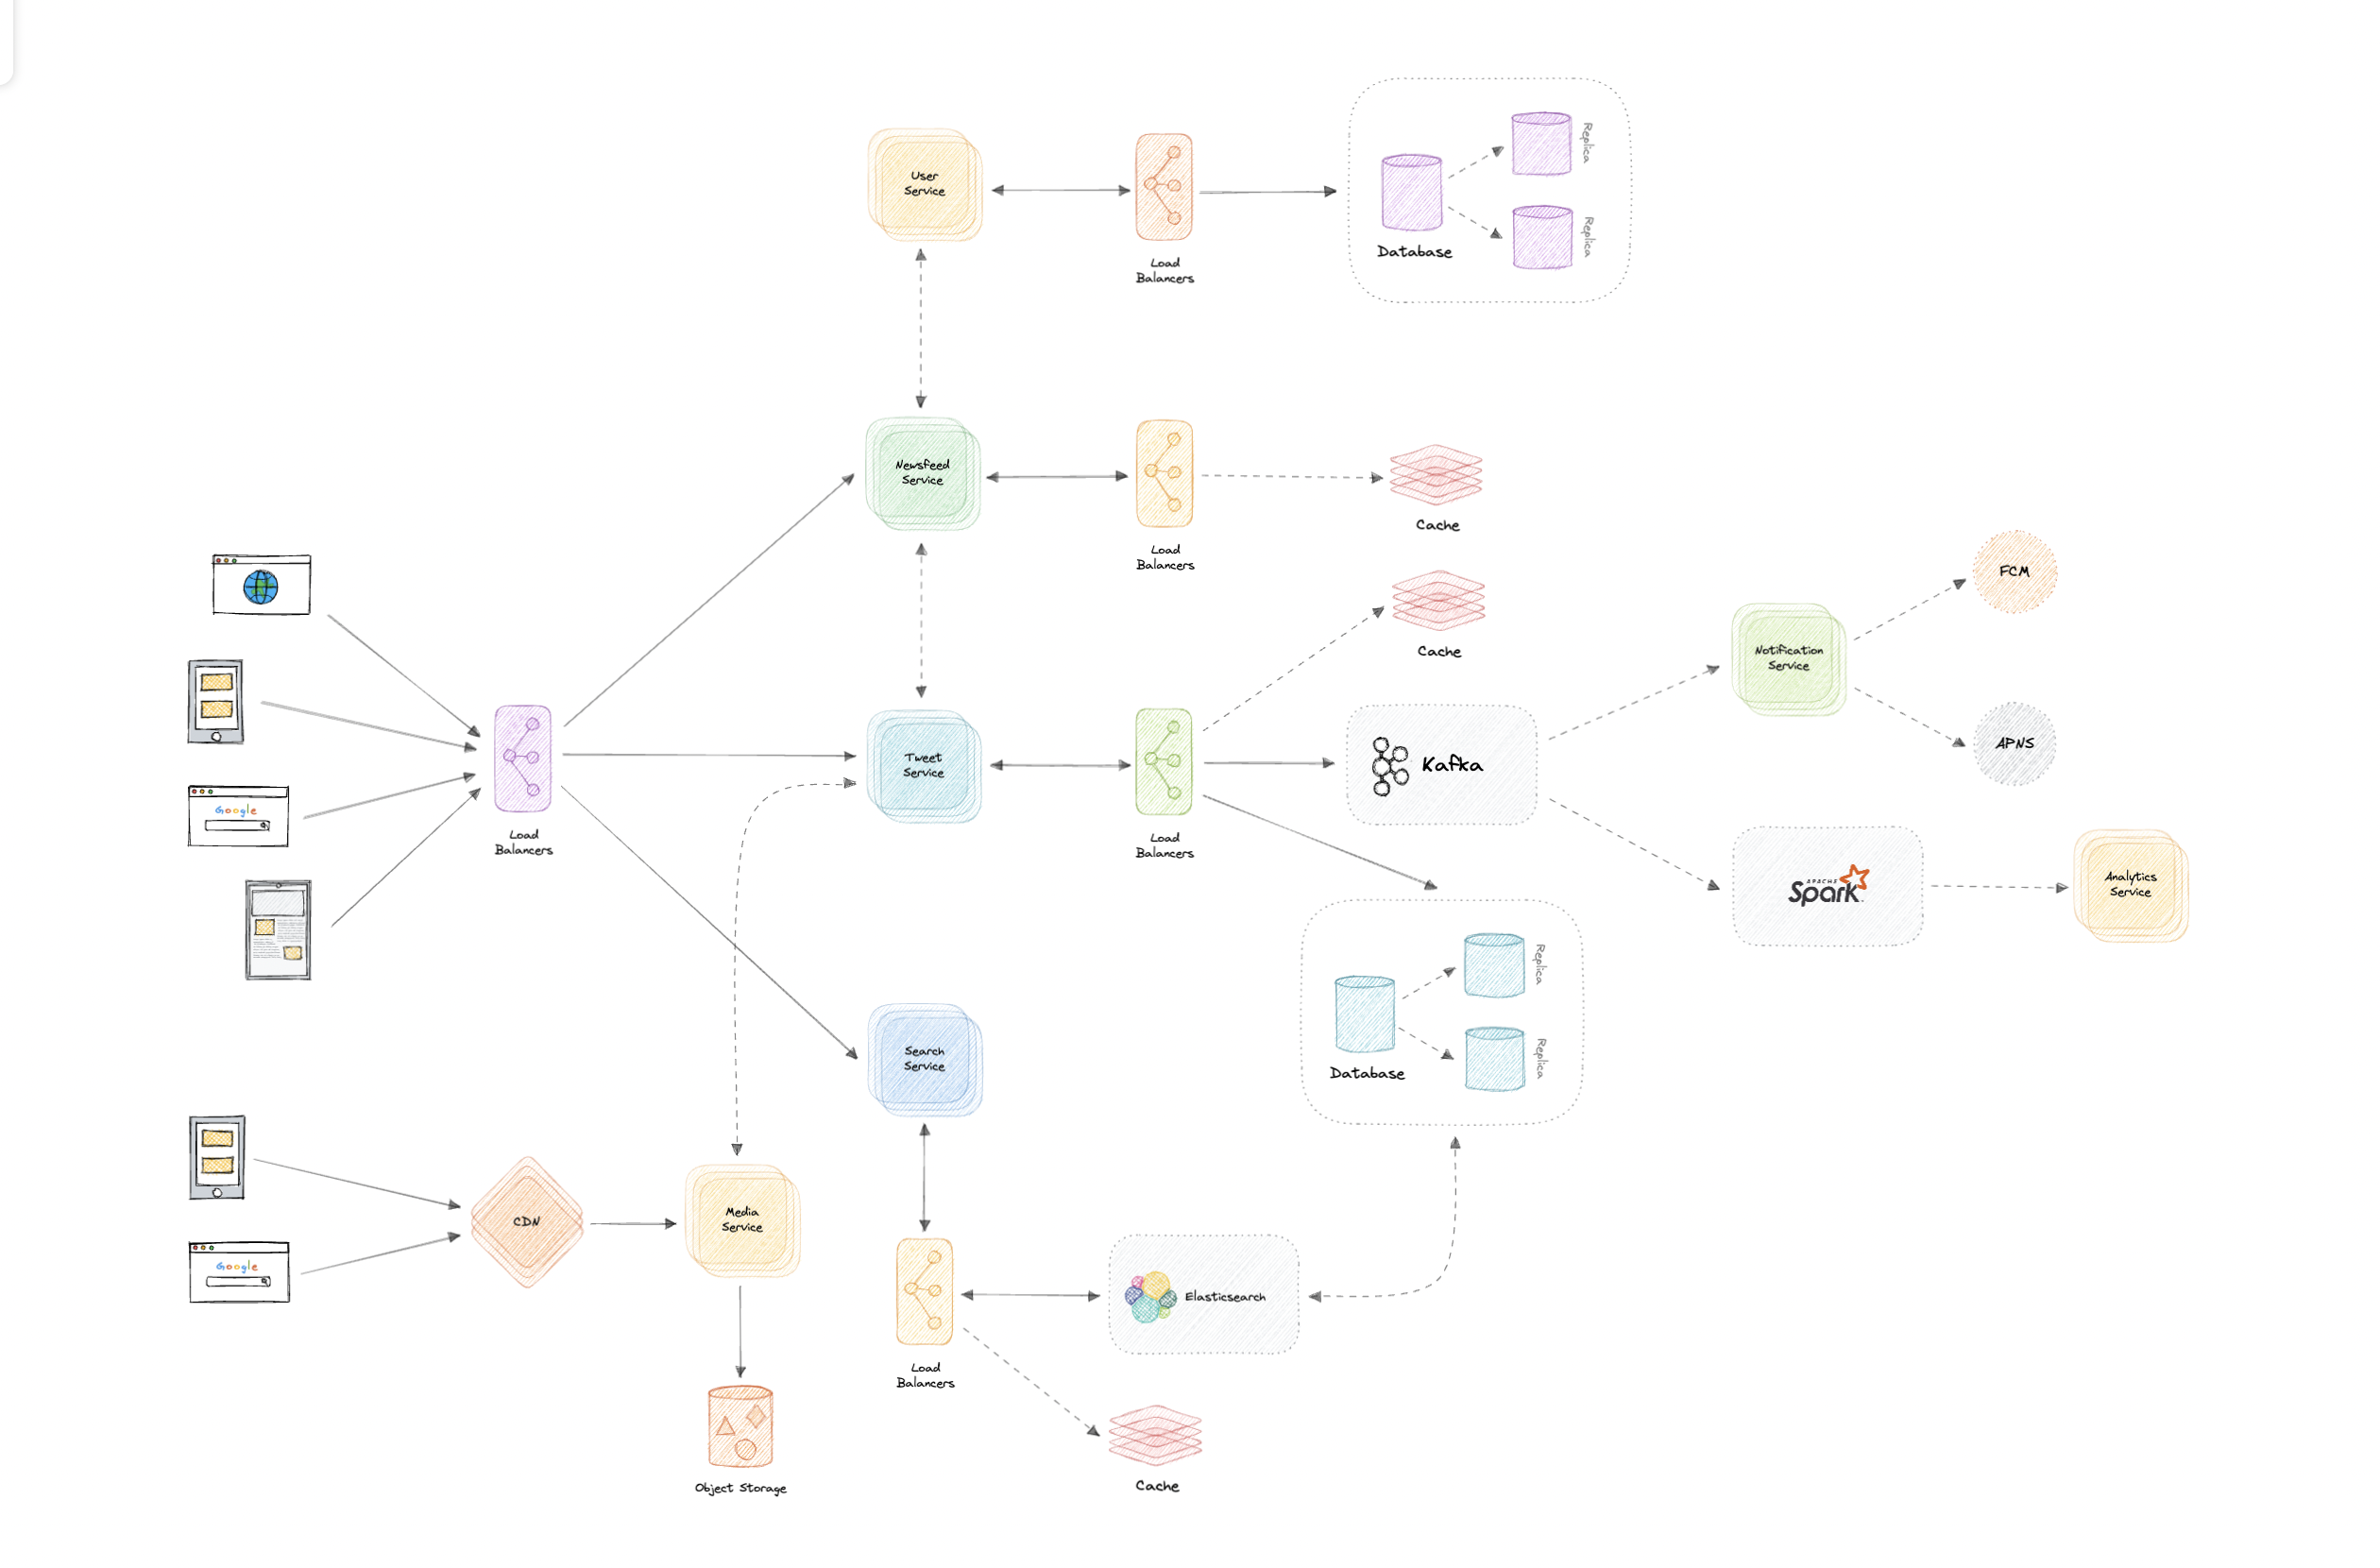 User
Service
Load
Balancers
Database
Replica
Replica
Newsfeed
Service
Load
Balancers
Cache
Cache
FCM
Notification
Service
APNS
Tweet
Service
Load
Balancers
Kafka
Google
Load
Balancers
APACHE
Spark
Analytics
Service
Replica
Replica
Database
Search
Service
CDN
Media
Service
Google
Elasticsearch
Load
Balancers
Object Storage
Cache